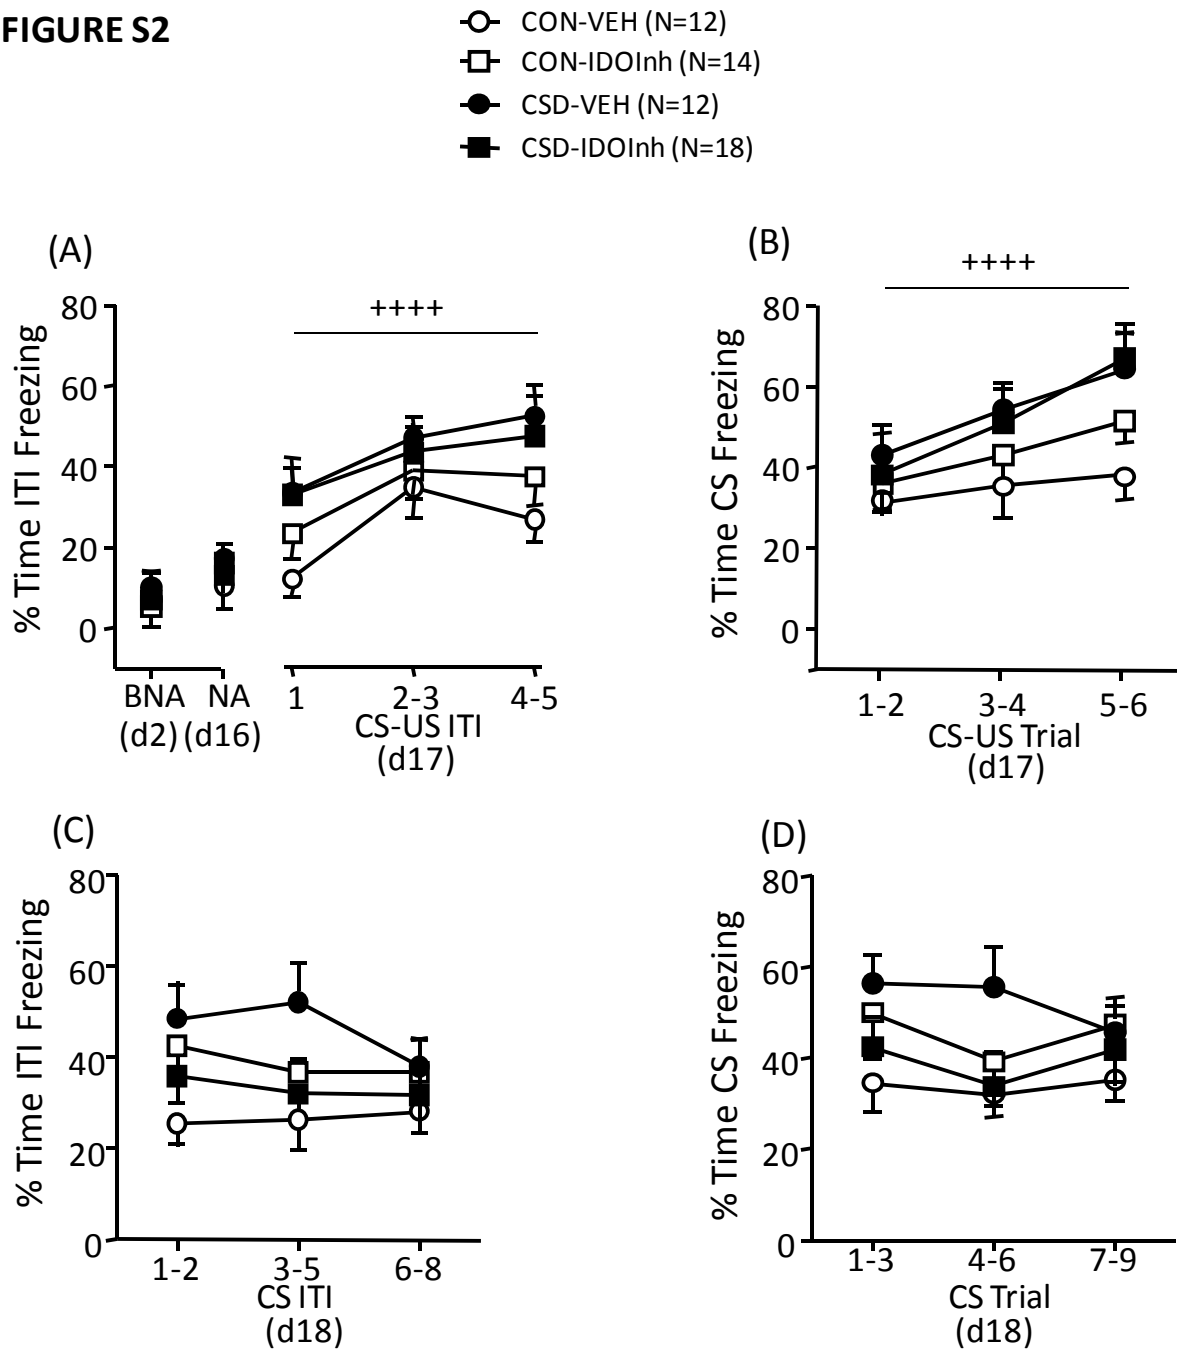 FIGURE S2
CON-VEH (N=12)
CON-IDOInh (N=14)
CSD-VEH (N=12)
CSD-IDOInh (N=18)
(A)
++++
% Time ITI Freezing
80
60
40
20
0
BNA NA 1 2-3 4-5
(d2) (d16) CS-US ITI
(d17)
(B)
++++
% Time CS Freezing
80
60
40
20
0
1-2 3-4 5-6
CS-US Trial
(d17)
(C)
% Time ITI Freezing
80
60
40
20
0
1-2 3-5 6-8
CS ITI
(d18)
(D)
% Time CS Freezing
80
60
40
20
0
1-3 4-6 7-9
CS Trial
(d18)